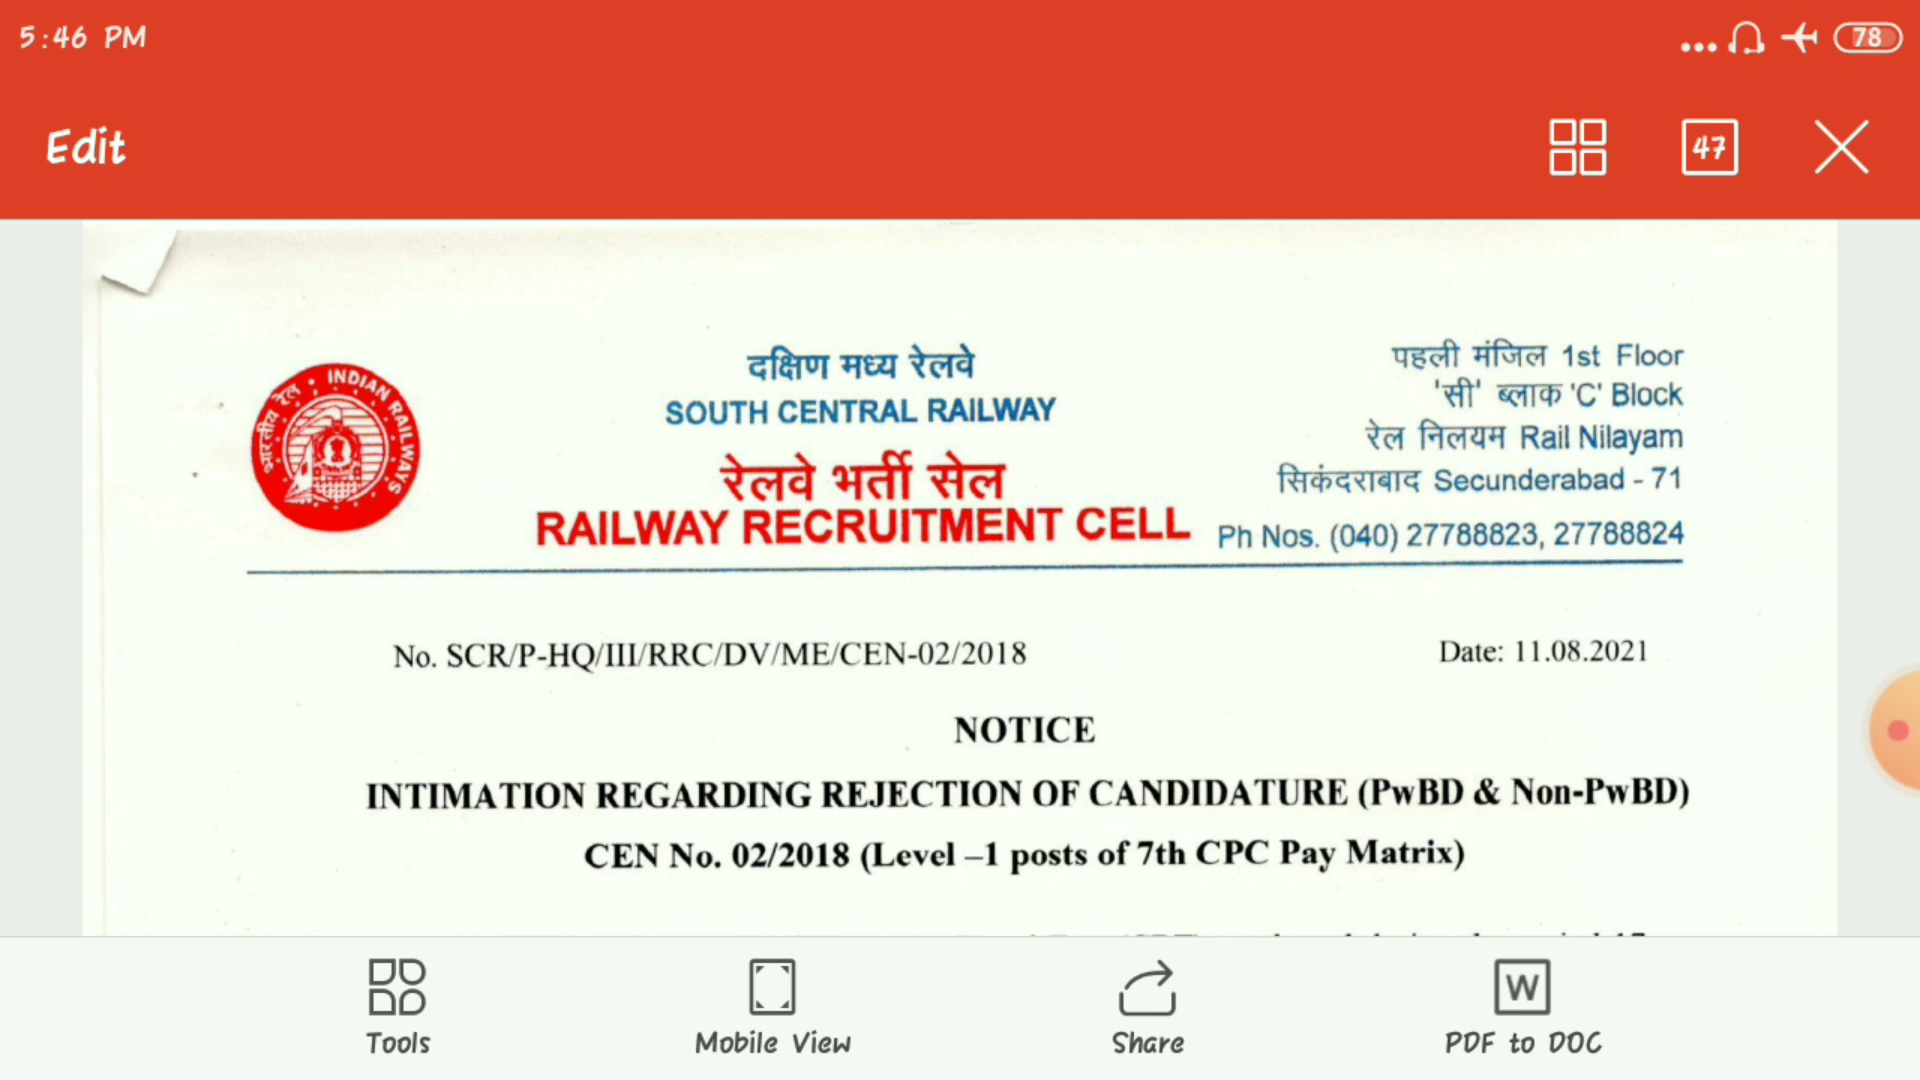 5:46 PM
78
Edit
47
दक्षिण मध्य रेलवे
SOUTH CENTRAL RAILWAY
रेलवे भर्ती सेल
RAILWAY RECRUITMENT CELL
पहली मंजिल 1st Floor
'सी' ब्लाक 'C' Block
रेल निलयम Rail Nilayam
सिकंदराबाद Secunderabad - 71
Ph Nos. (040) 27788823, 27788824
भारतीय रेल • INDIAN RAILWAYS
No. SCR/P-HQ/III/RRC/DV/ME/CEN-02/2018
Date: 11.08.2021
NOTICE
INTIMATION REGARDING REJECTION OF CANDIDATURE (PwBD & Non-PwBD)
CEN No. 02/2018 (Level –1 posts of 7th CPC Pay Matrix)
Tools
Mobile View
Share
W
PDF to DOC